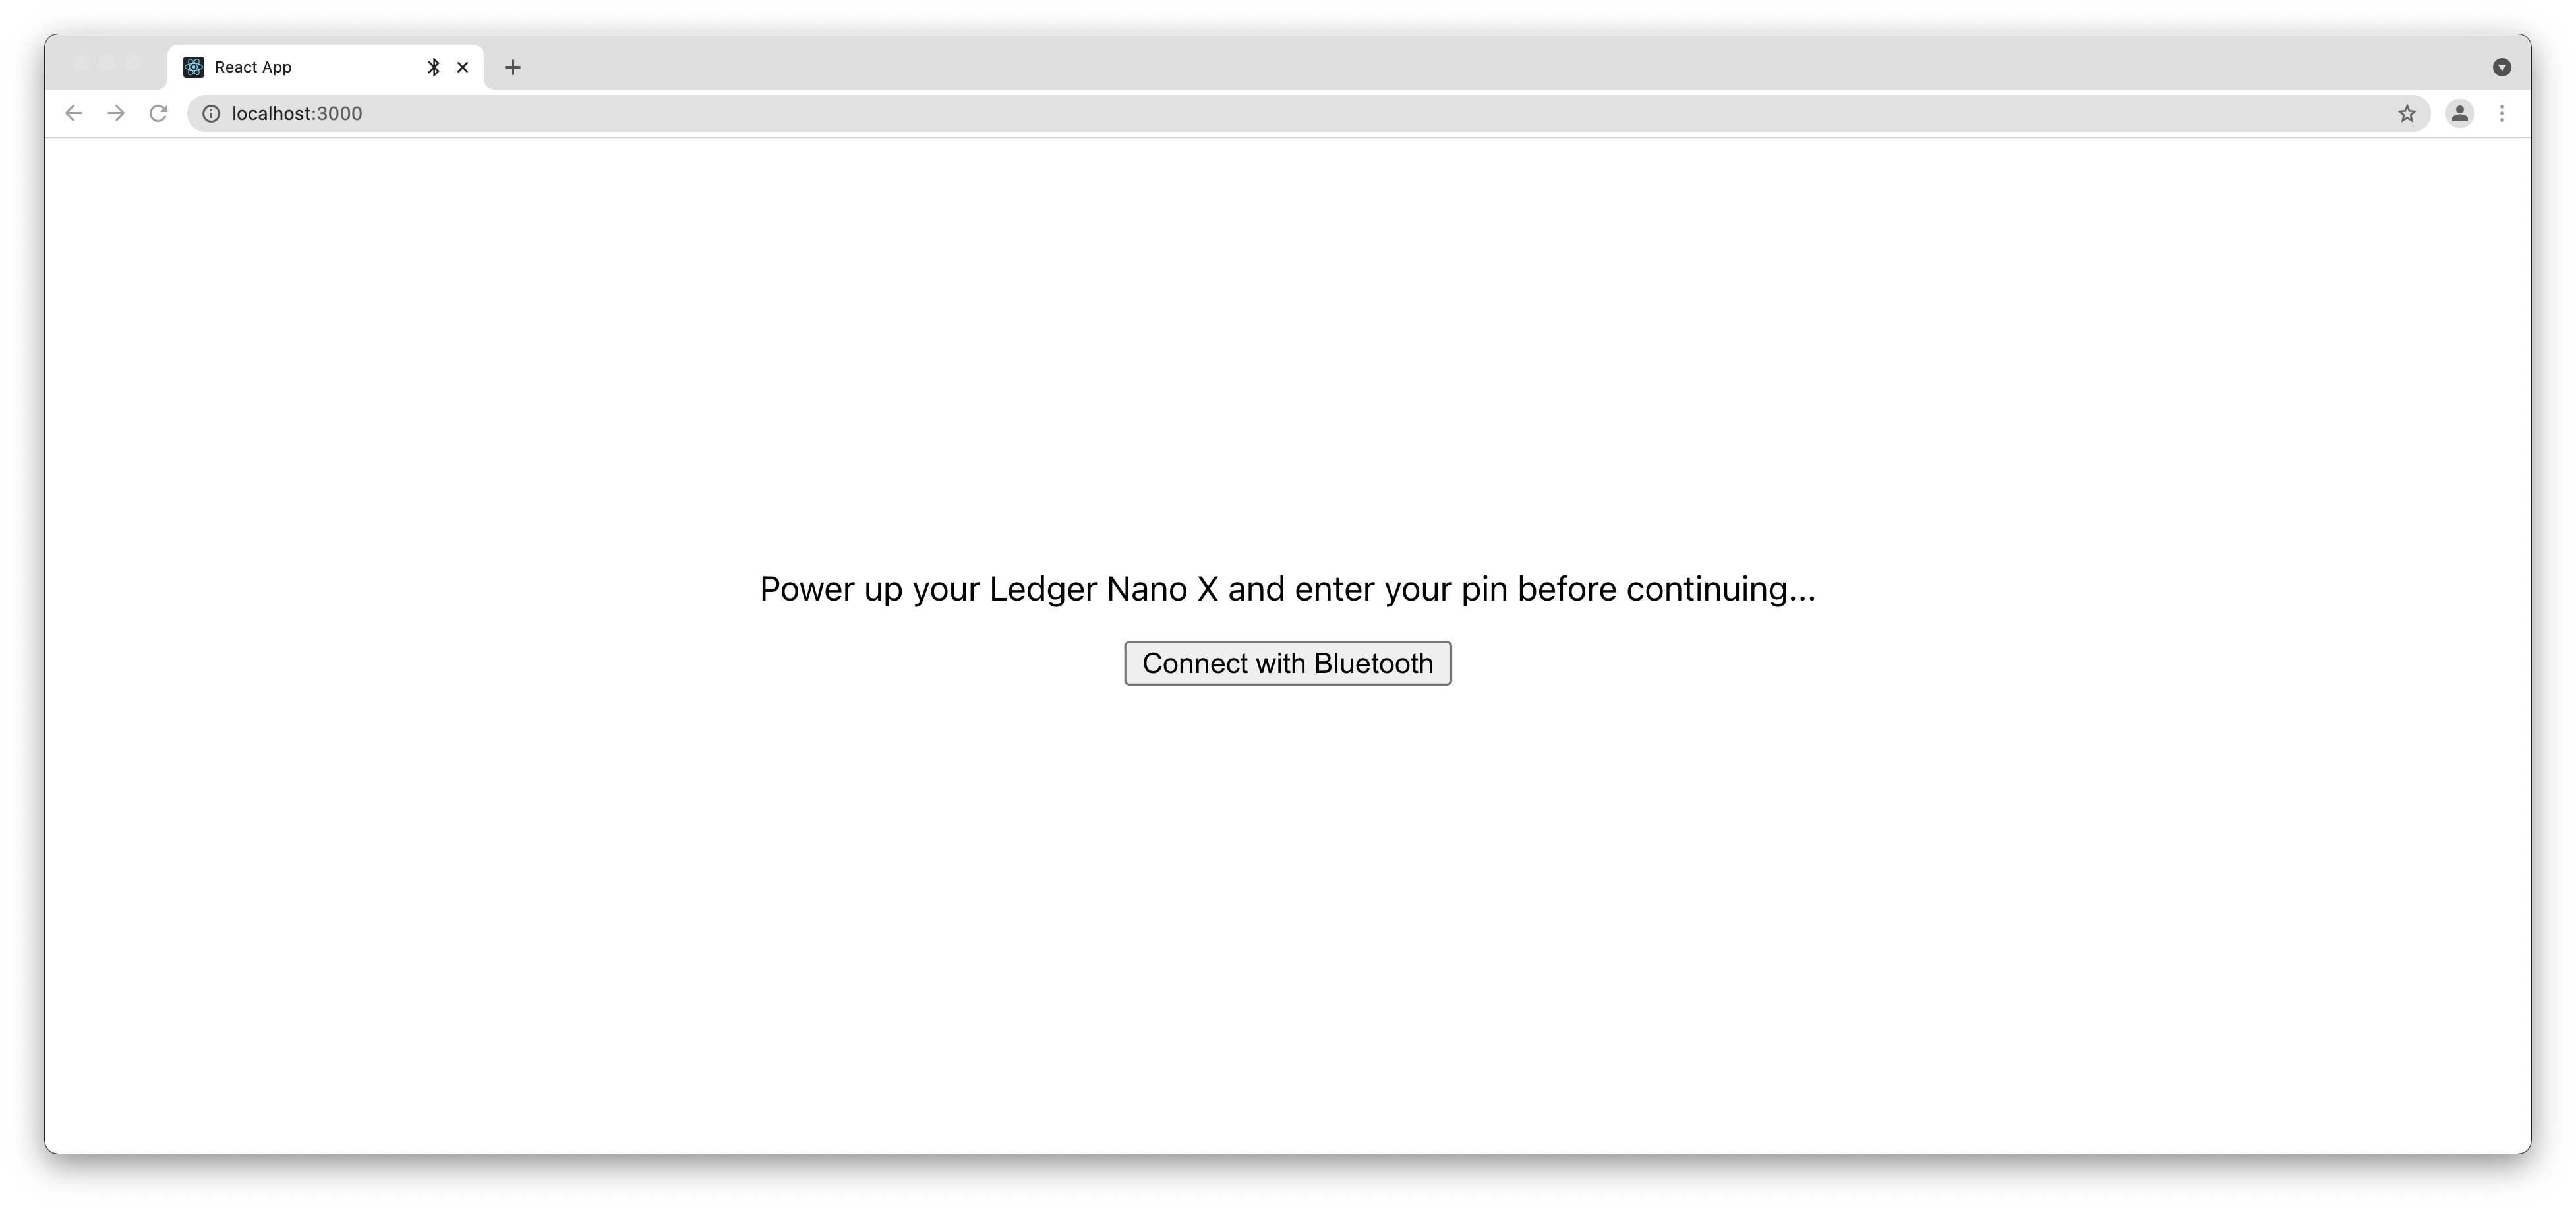 React App
localhost:3000
Power up your Ledger Nano X and enter your pin before continuing...
Connect with Bluetooth